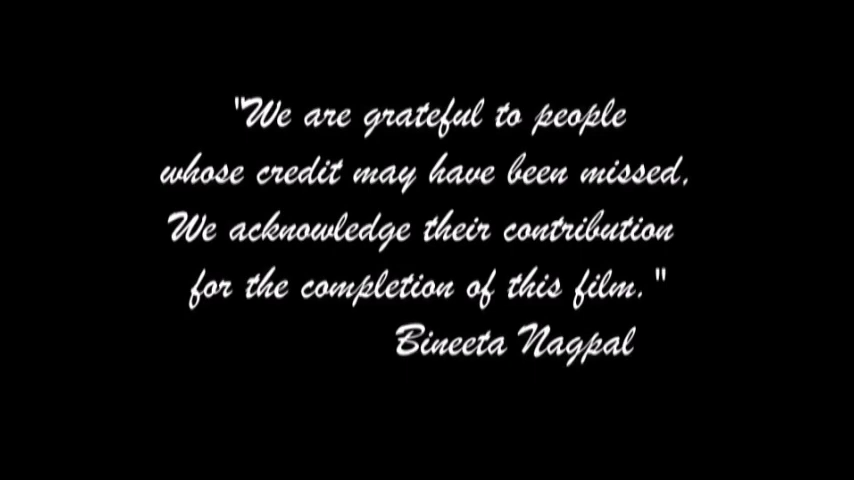 "We are grateful to people
whose credit may have been missed,
We acknowledge their contribution
for the completion of this film."
Bineeta Nagpal